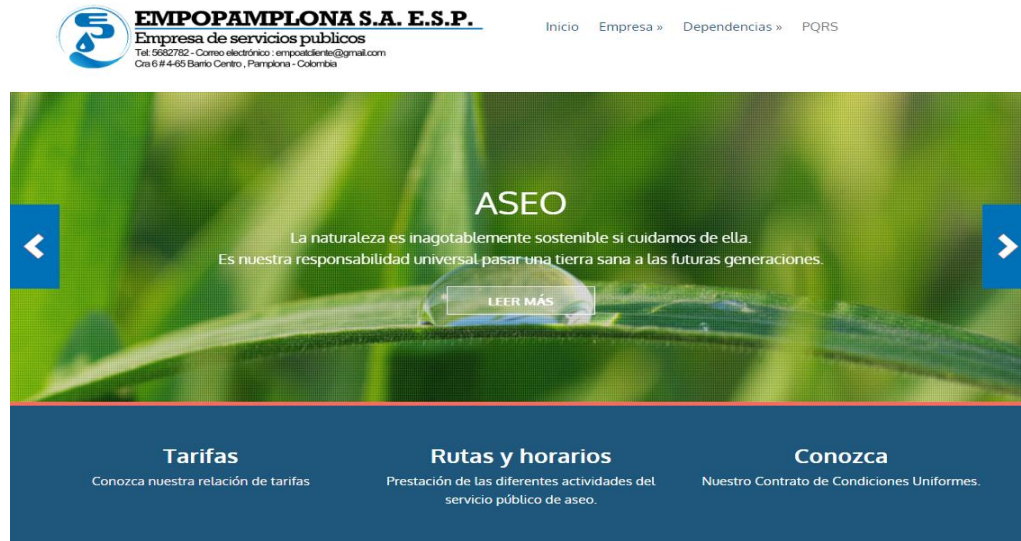 EMPOPAMPLONA S.A. E.S.P.
Empresa de servicios publicos
Tel: 5682782 - Correo electrónico : empoatcliente@gmail.com
Cra 6 # 4-65 Barrio Centro , Pamplona - Colombia
Inicio Empresa » Dependencias » PQRS
ASEO
La naturaleza es inagotablemente sostenible si cuidamos de ella.
Es nuestra responsabilidad universal pasar una tierra sana a las futuras generaciones.
LEER MÁS
Tarifas
Conozca nuestra relación de tarifas
Rutas y horarios
Prestación de las diferentes actividades del
servicio público de aseo.
Conozca
Nuestro Contrato de Condiciones Uniformes.